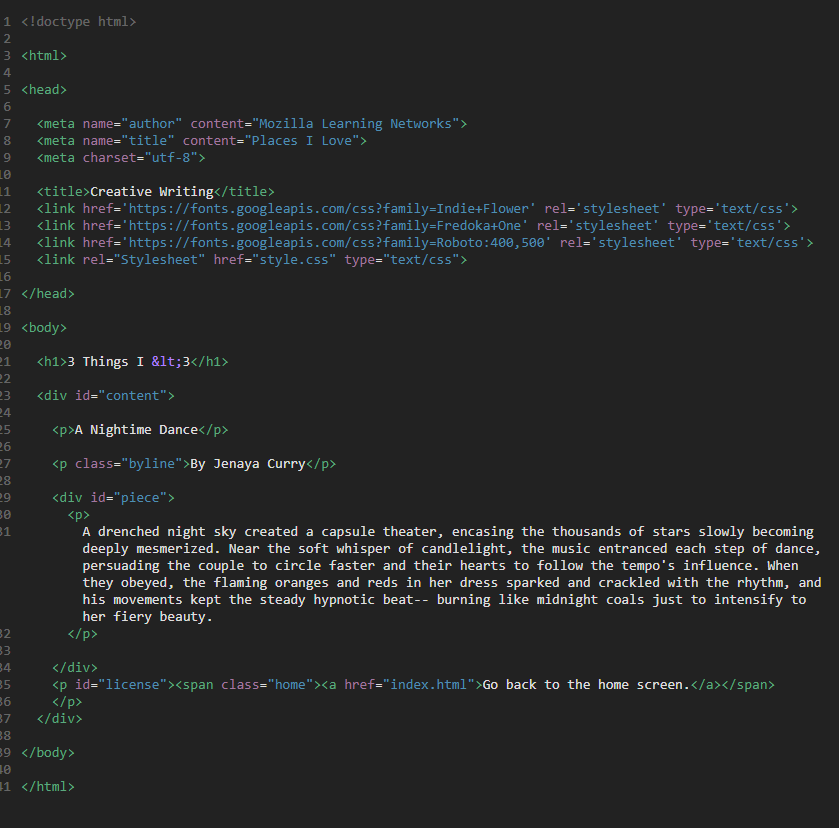 1 <!doctype html>
2
3 <html>
4
5 <head>
6
7 <meta name="author" content="Mozilla Learning Networks">
8 <meta name="title" content="Places I Love">
9 <meta charset="utf-8">
10
11 <title>Creative Writing</title>
12 <link href='https://fonts.googleapis.com/css?family=Indie+Flower' rel='stylesheet' type='text/css'>
13 <link href='https://fonts.googleapis.com/css?family=Fredoka+One' rel='stylesheet' type='text/css'>
14 <link href='https://fonts.googleapis.com/css?family=Roboto:400,500' rel='stylesheet' type='text/css'>
15 <link rel="Stylesheet" href="style.css" type="text/css">
16
17 </head>
18
19 <body>
20
21 <h1>3 Things I &lt;3</h1>
22
23 <div id="content">
24
25 <p>A Nightime Dance</p>
26
27 <p class="byline">By Jenaya Curry</p>
28
29 <div id="piece">
30 <p>
31 A drenched night sky created a capsule theater, encasing the thousands of stars slowly becoming
deeply mesmerized. Near the soft whisper of candlelight, the music entranced each step of dance,
persuading the couple to circle faster and their hearts to follow the tempo's influence. When
they obeyed, the flaming oranges and reds in her dress sparked and crackled with the rhythm, and
his movements kept the steady hypnotic beat-- burning like midnight coals just to intensify to
her fiery beauty.
32 </p>
33
34 </div>
35 <p id="license"><span class="home"><a href="index.html">Go back to the home screen.</a></span>
36 </p>
37 </div>
38
39 </body>
40
41 </html>